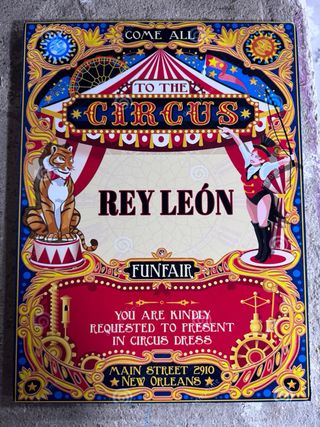 COME ALL
TO THE
CIRCUS
REY LEÓN
FUNFAIR
YOU ARE KINDLY
REQUESTED TO PRESENT
IN CIRCUS DRESS
MAIN STREET 2910
NEW ORLEANS